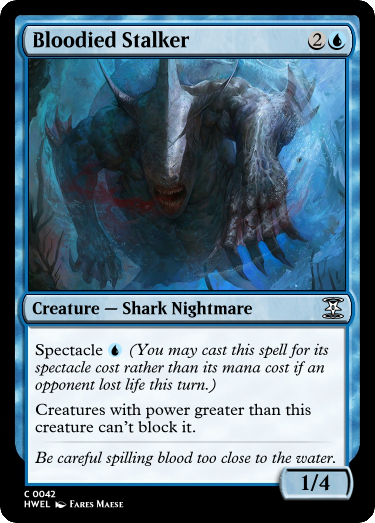 Bloodied Stalker 2
Creature — Shark Nightmare
Spectacle (You may cast this spell for its
spectacle cost rather than its mana cost if an
opponent lost life this turn.)
Creatures with power greater than this
creature can't block it.
Be careful spilling blood too close to the water.
1/4
C 0042
HWEL Fares Maese